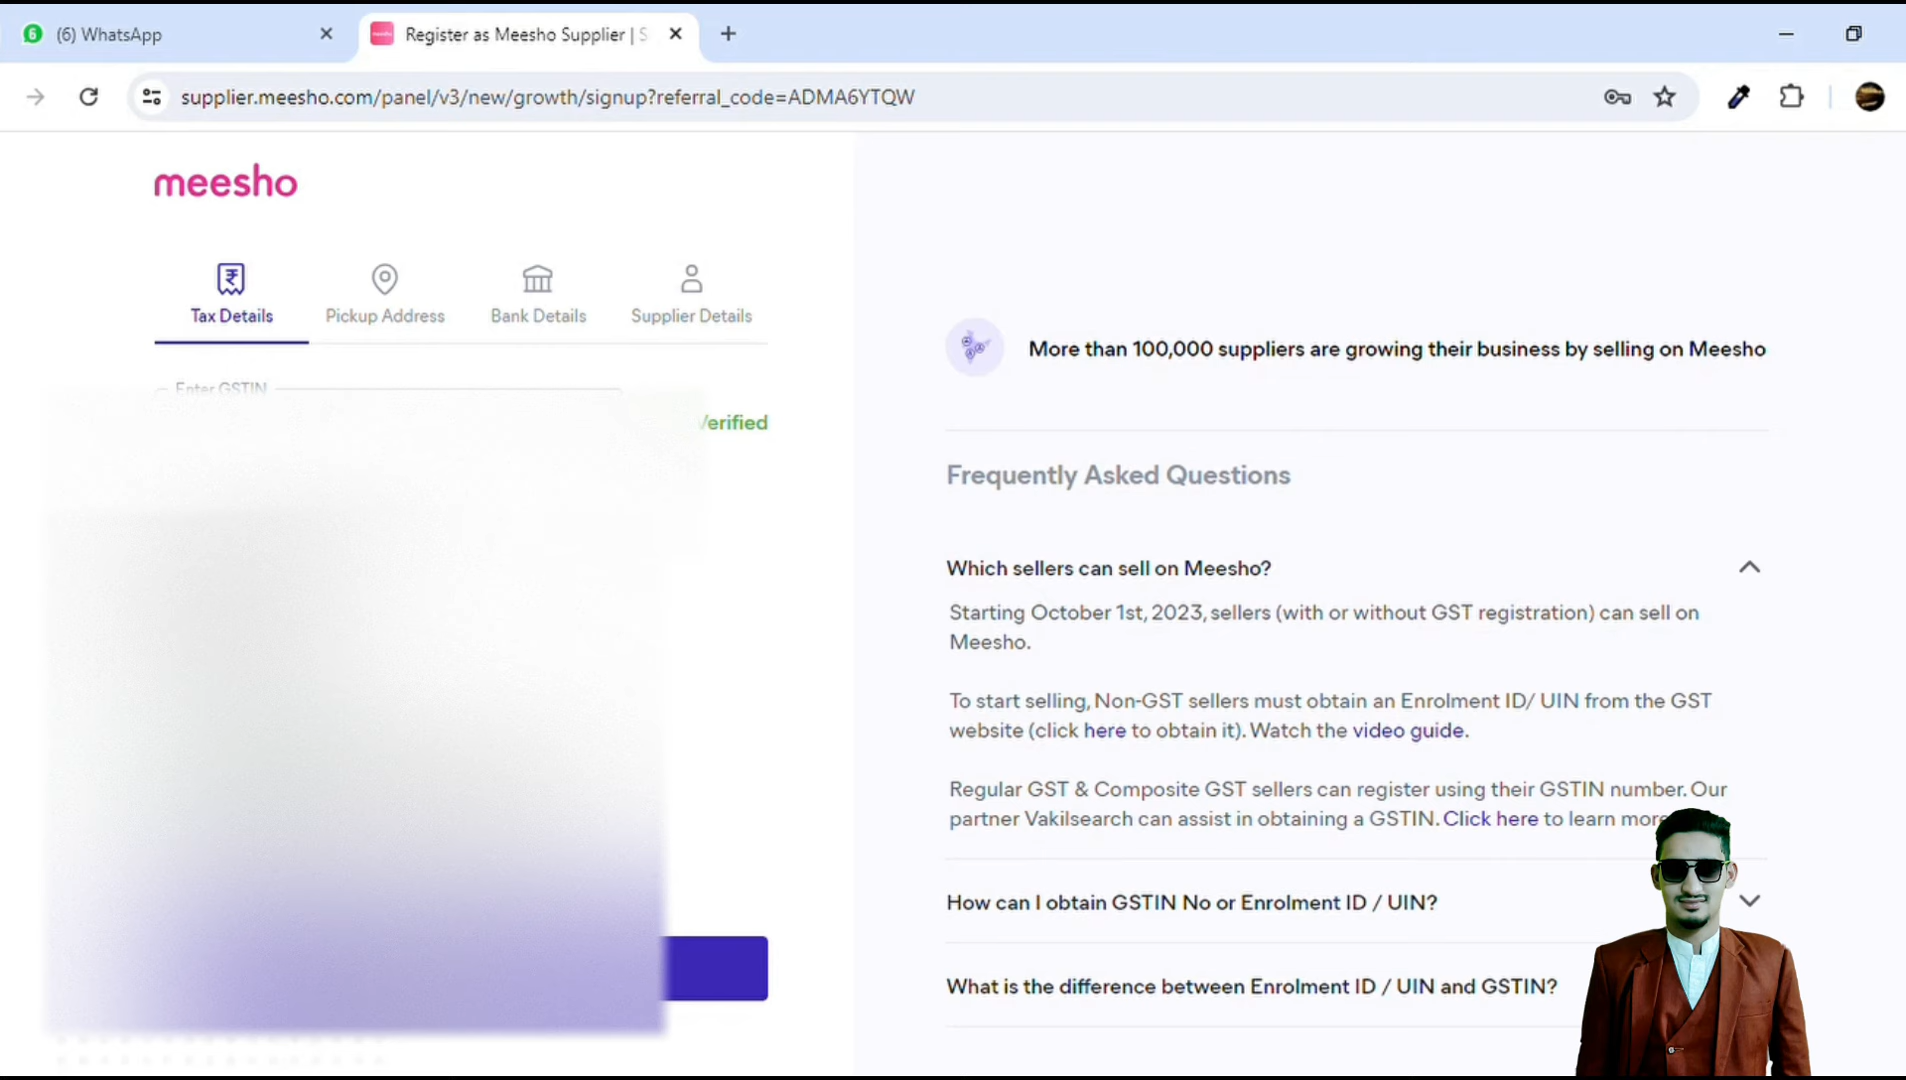 6 (6) WhatsApp
Register as Meesho Supplier | S
supplier.meesho.com/panel/v3/new/growth/signup?referral_code=ADMA6YTQW
meesho
Tax Details
Pickup Address
Bank Details
Supplier Details
Enter GSTIN
Verified
More than 100,000 suppliers are growing their business by selling on Meesho
Frequently Asked Questions
Which sellers can sell on Meesho?
Starting October 1st, 2023, sellers (with or without GST registration) can sell on
Meesho.
To start selling, Non-GST sellers must obtain an Enrolment ID/ UIN from the GST
website (click here to obtain it). Watch the video guide.
Regular GST & Composite GST sellers can register using their GSTIN number. Our
partner Vakilsearch can assist in obtaining a GSTIN. Click here to learn more
How can I obtain GSTIN No or Enrolment ID / UIN?
What is the difference between Enrolment ID / UIN and GSTIN?